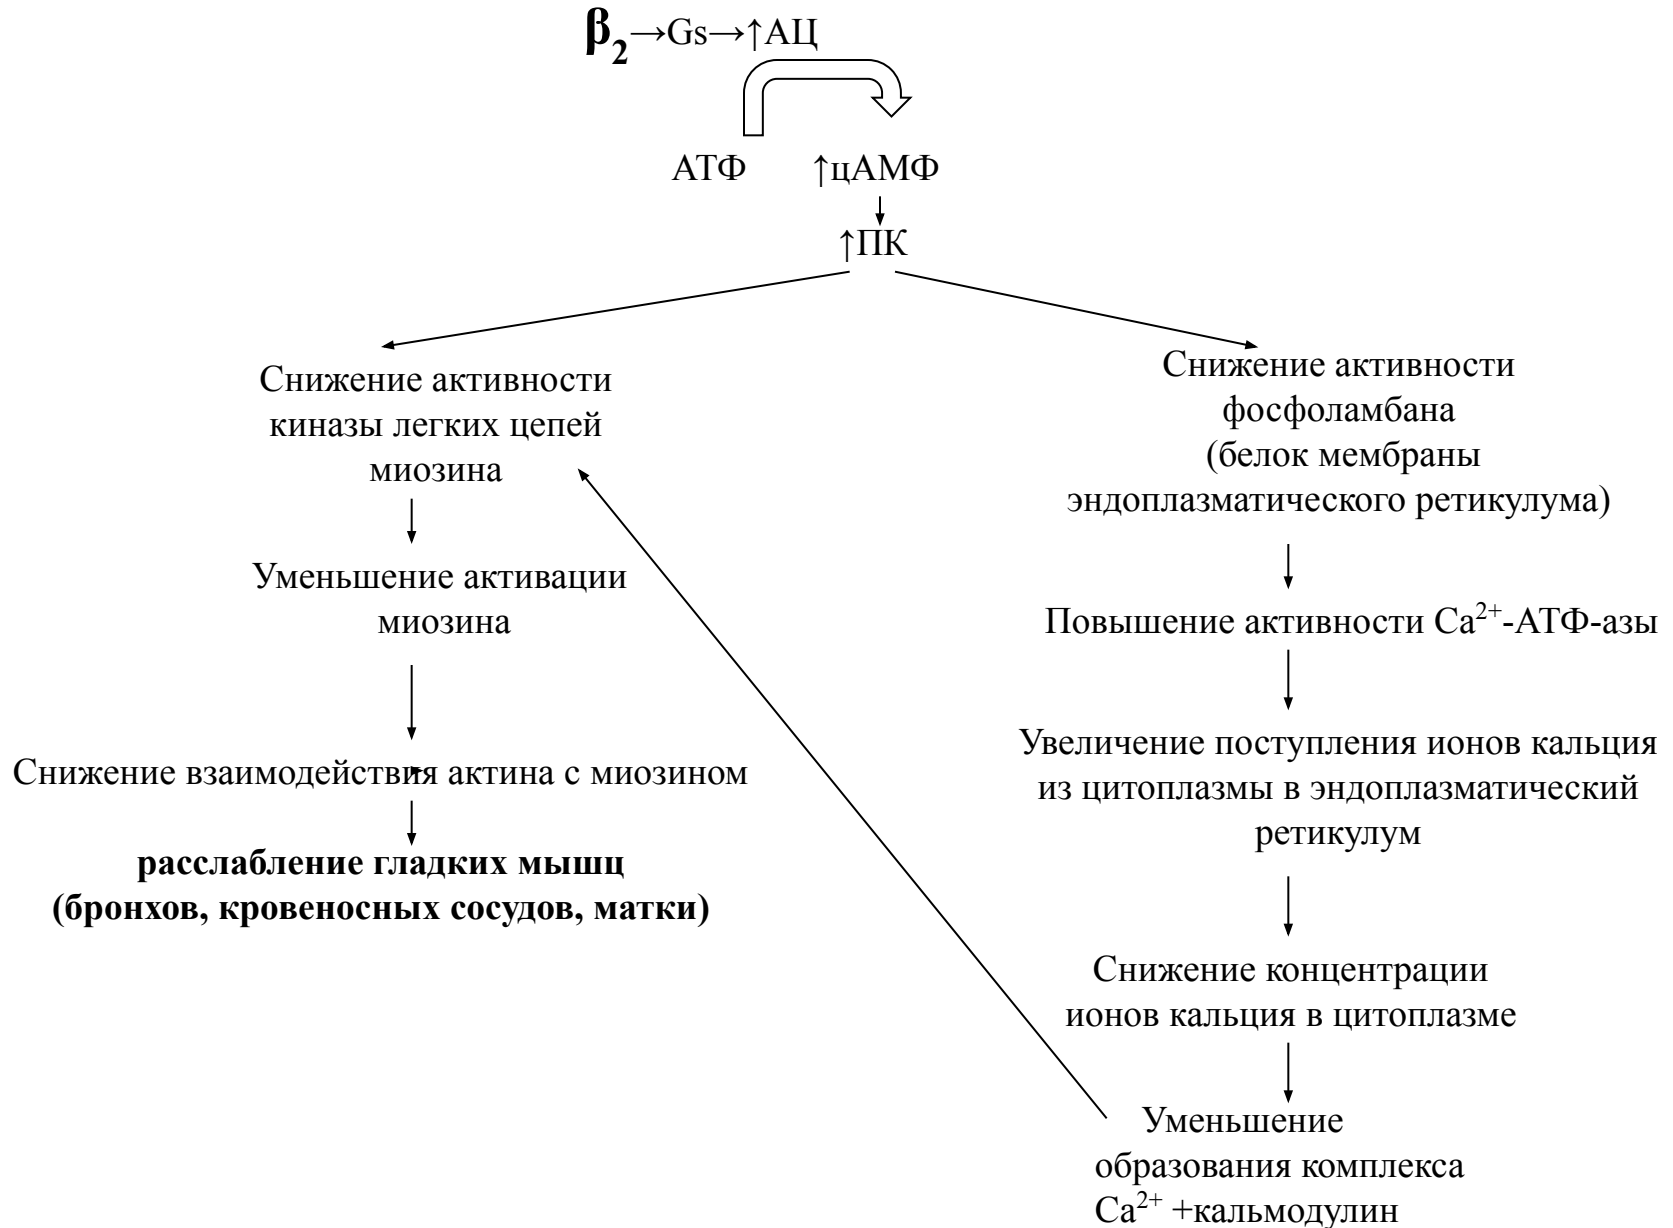 β₂→Gs→↑АЦ
АТФ ↑цАМФ
↑ПК
Снижение активности
киназы легких цепей
миозина
Уменьшение активации
миозина
Снижение взаимодействия актина с миозином
расслабление гладких мышц
(бронхов, кровеносных сосудов, матки)
Снижение активности
фосфоламбана
(белок мембраны
эндоплазматического ретикулума)
Повышение активности Ca²⁺-АТФ-азы
Увеличение поступления ионов кальция
из цитоплазмы в эндоплазматический
ретикулум
Снижение концентрации
ионов кальция в цитоплазме
Уменьшение
образования комплекса
Ca²⁺ +кальмодулин